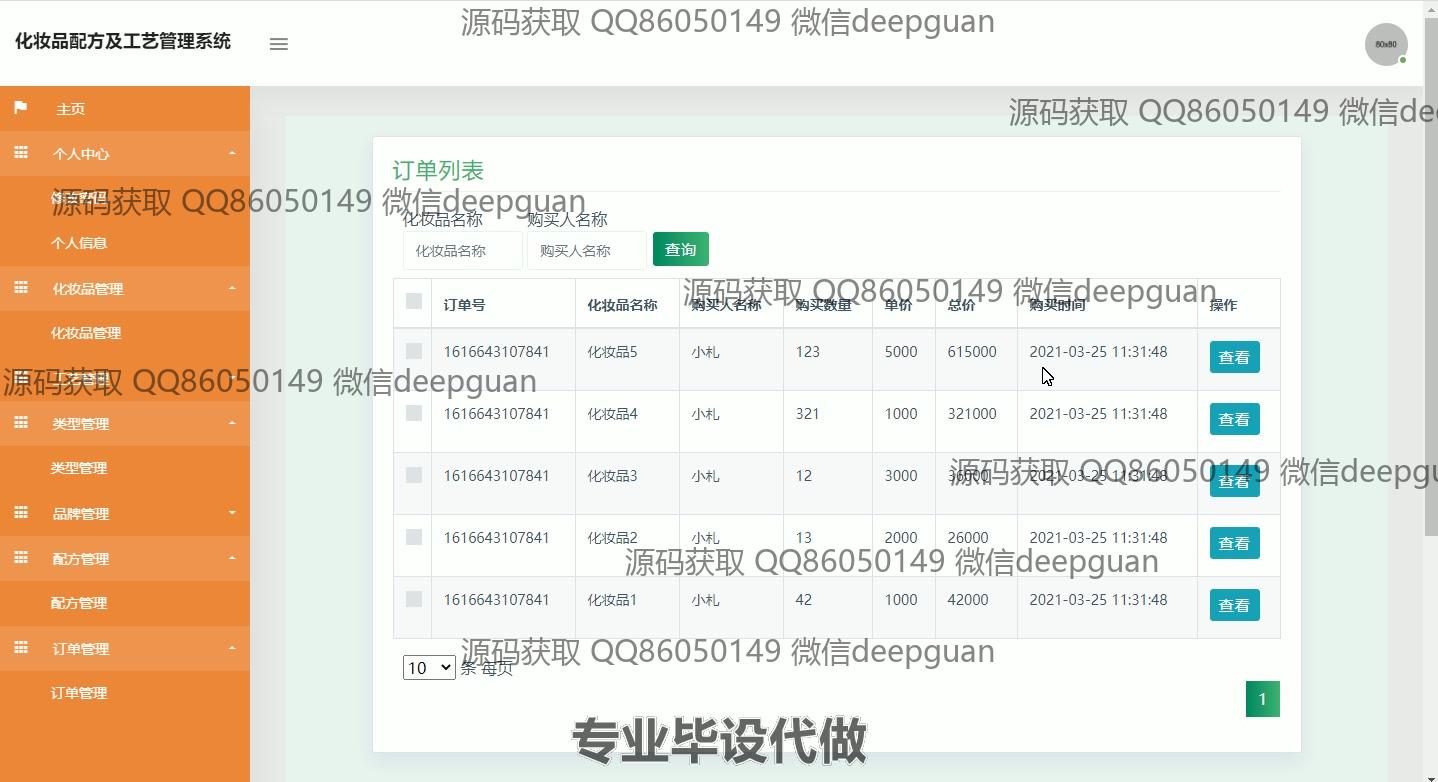 源码获取 QQ86050149 微信deepguan
化妆品配方及工艺管理系统
80x80
主页
源码获取 QQ86050149 微信de
个人中心
订单列表
源码获取 QQ86050149 微信deepguan
化妆品名称 购买人名称
个人信息
化妆品名称 购买人名称 查询
化妆品管理
源码获取 QQ86050149 微信deepguan
订单号 化妆品名称 购买人名称 购买数量 单价 总价 购买时间 操作
化妆品管理
1616643107841 化妆品5 小札 123 5000 615000 2021-03-25 11:31:48 查看
工艺管理
源码获取 QQ86050149 微信deepguan
1616643107841 化妆品4 小札 321 1000 321000 2021-03-25 11:31:48 查看
类型管理
类型管理
源码获取 QQ86050149 微信deepgu
1616643107841 化妆品3 小札 12 3000 36000 2021-03-25 11:31:48 查看
品牌管理
1616643107841 化妆品2 小札 13 2000 26000 2021-03-25 11:31:48 查看
配方管理
源码获取 QQ86050149 微信deepguan
配方管理
1616643107841 化妆品1 小札 42 1000 42000 2021-03-25 11:31:48 查看
订单管理
源码获取 QQ86050149 微信deepguan
10 条 每页
订单管理
1
专业毕设代做